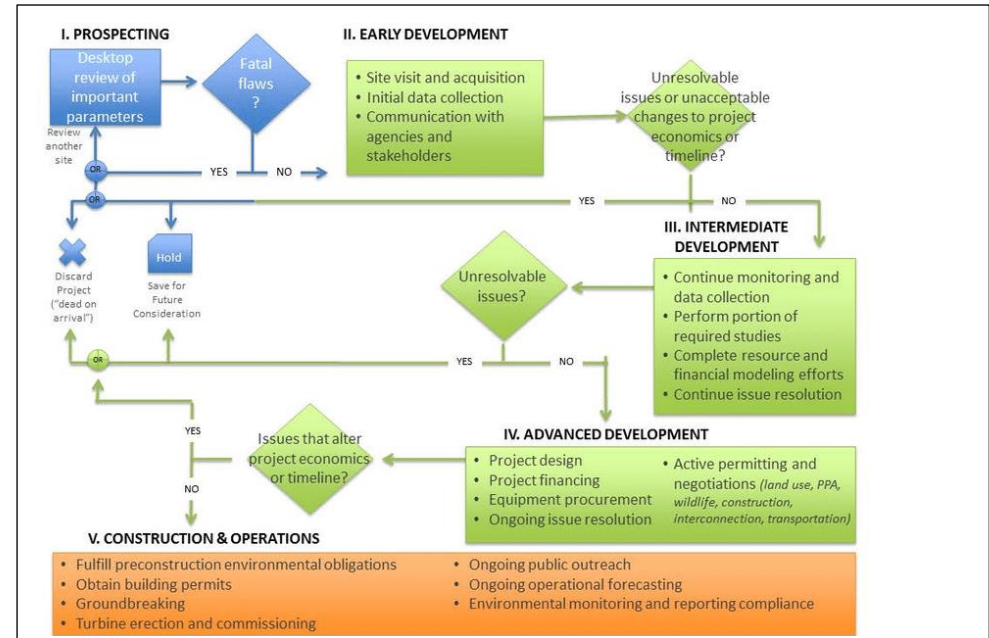 I. PROSPECTING
Desktop
review of
important
parameters
Fatal
flaws
?
Review
another
site
OR
YES
NO
OR
Discard
Project
("dead on
arrival")
Hold
Save for
Future
Consideration
II. EARLY DEVELOPMENT
• Site visit and acquisition
• Initial data collection
• Communication with
agencies and
stakeholders
Unresolvable
issues or unacceptable
changes to project
economics or
timeline?
YES
NO
III. INTERMEDIATE
DEVELOPMENT
• Continue monitoring and
data collection
• Perform portion of
required studies
• Complete resource and
financial modeling efforts
• Continue issue resolution
Unresolvable
issues?
OR
YES
NO
IV. ADVANCED DEVELOPMENT
• Project design
• Project financing
• Equipment procurement
• Ongoing issue resolution
• Active permitting and
negotiations (land use, PPA,
wildlife, construction,
interconnection, transportation)
Issues that alter
project economics
or timeline?
YES
NO
V. CONSTRUCTION & OPERATIONS
• Fulfill preconstruction environmental obligations
• Obtain building permits
• Groundbreaking
• Turbine erection and commissioning
• Ongoing public outreach
• Ongoing operational forecasting
• Environmental monitoring and reporting compliance